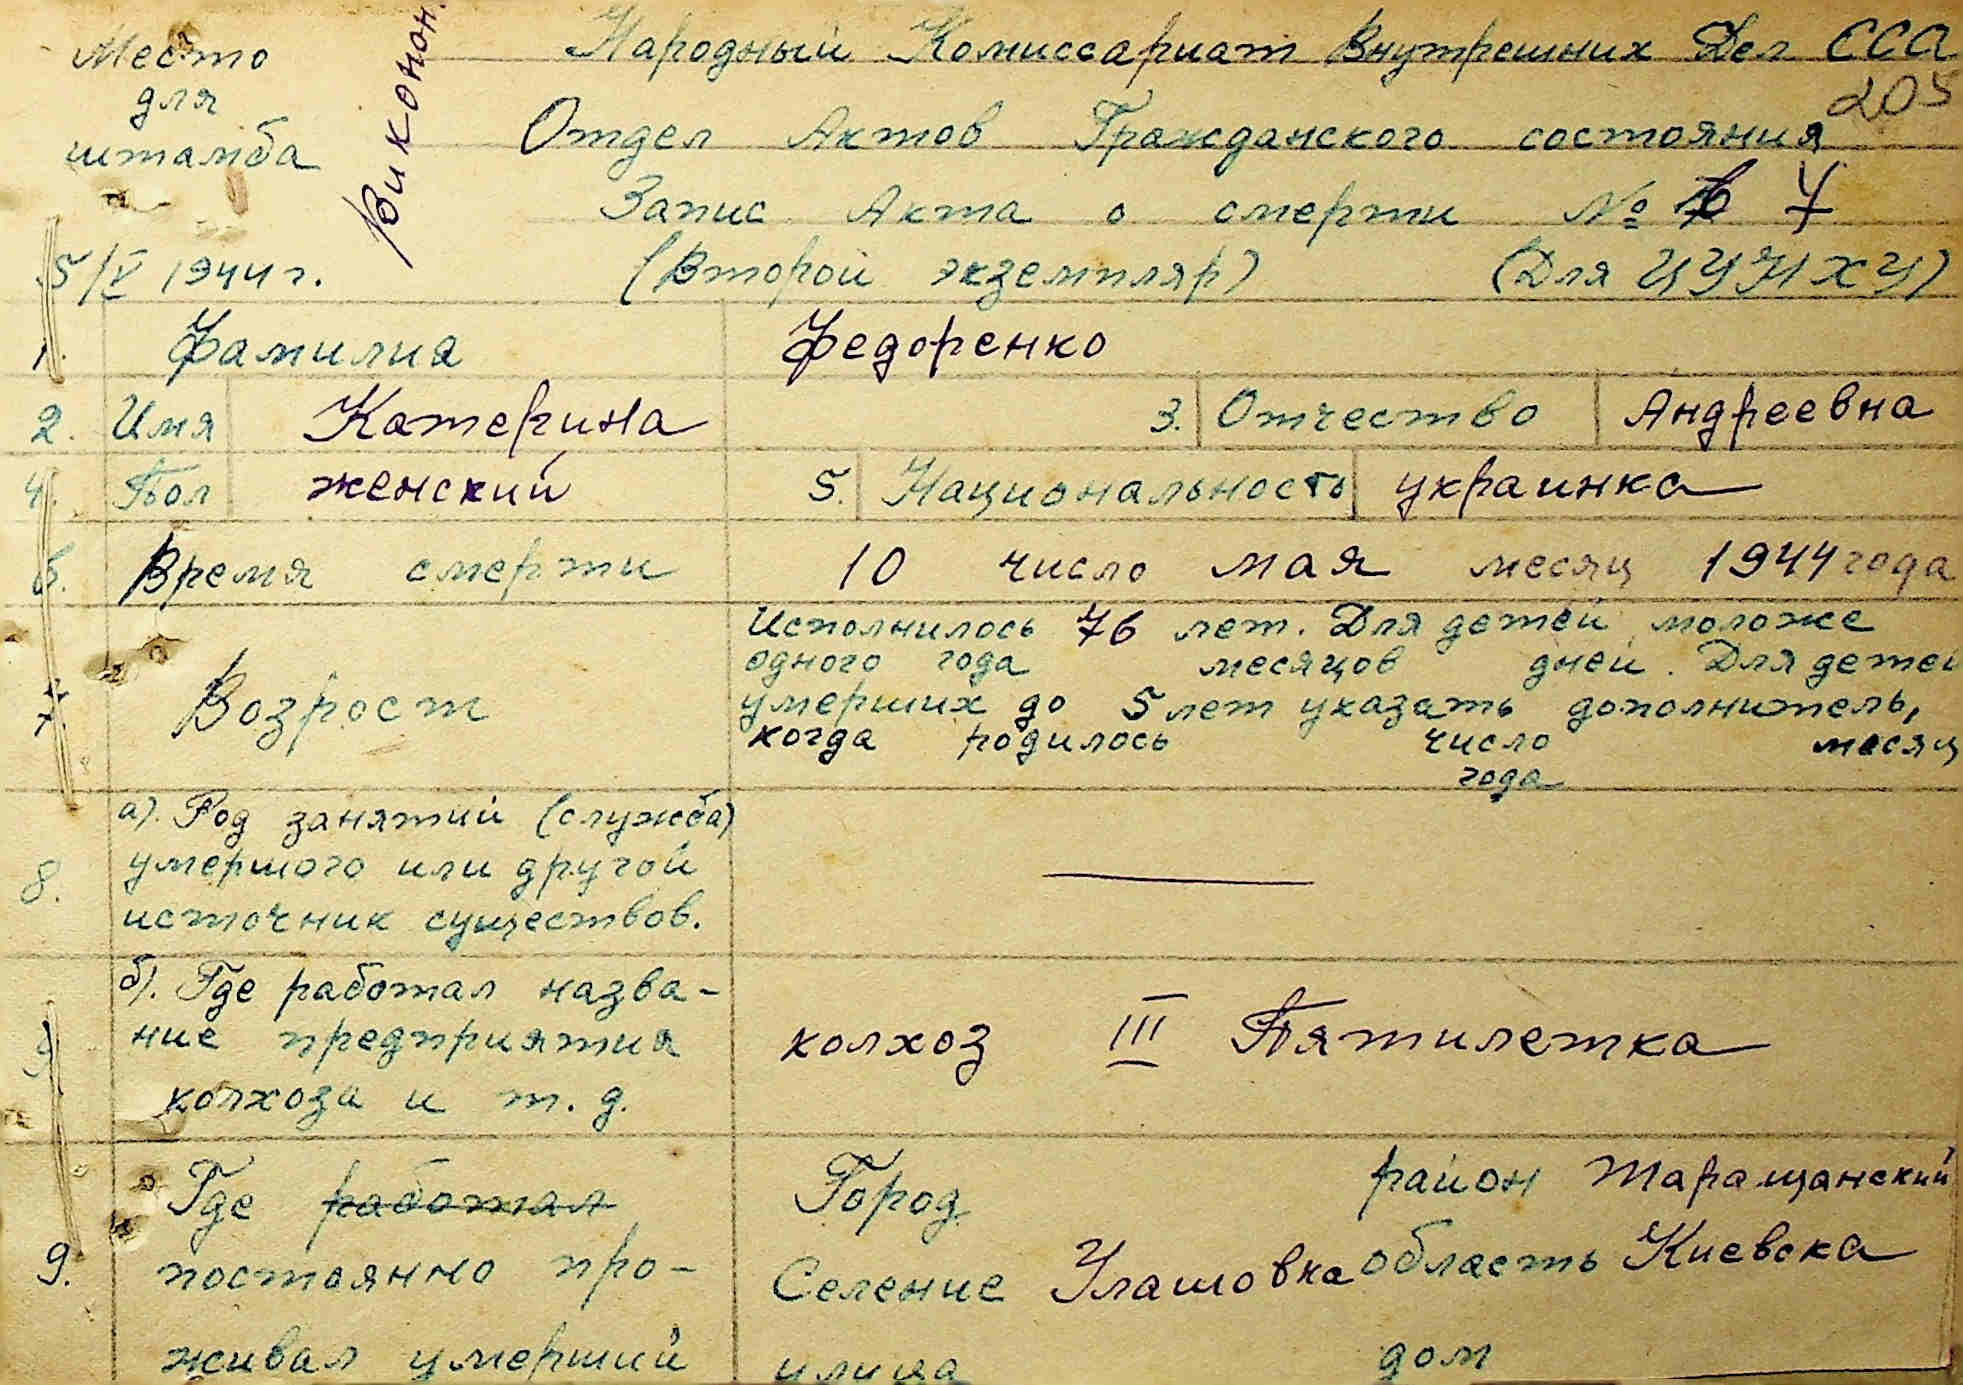 Место
для
штамба
Виконон.
Народный Комиссариат Внутрешних Дел ССА
205
Отдел Актов Гражданского состояния
Запис Акта о смерти № 7
5/V 1944 г. (Второй экземпляр) (Для ЦУНХУ)
1. Фамилия Федоренко
2. Имя Катерина 3. Отчество Андреевна
4. Пол женский 5. Национальность украинка
6. Время смерти 10 число мая месяц 1944 года
7 Возрост
Исполнилось 76 лет. Для детей моложе
одного года месяцов дней. Для детей
умерших до 5 лет указать дополнитель,
когда родилось число месяц
года
8. а). Род занятий (служба)
умершого или другой
источник существов.
—
б). Где работал назва-
ние предприятия
колхоза и т. д.
колхоз III Пятилетка
9. Где работал
постоянно про-
живал умерший
Город район Таращанский
Селение Улашовка область Киевска
улица дом